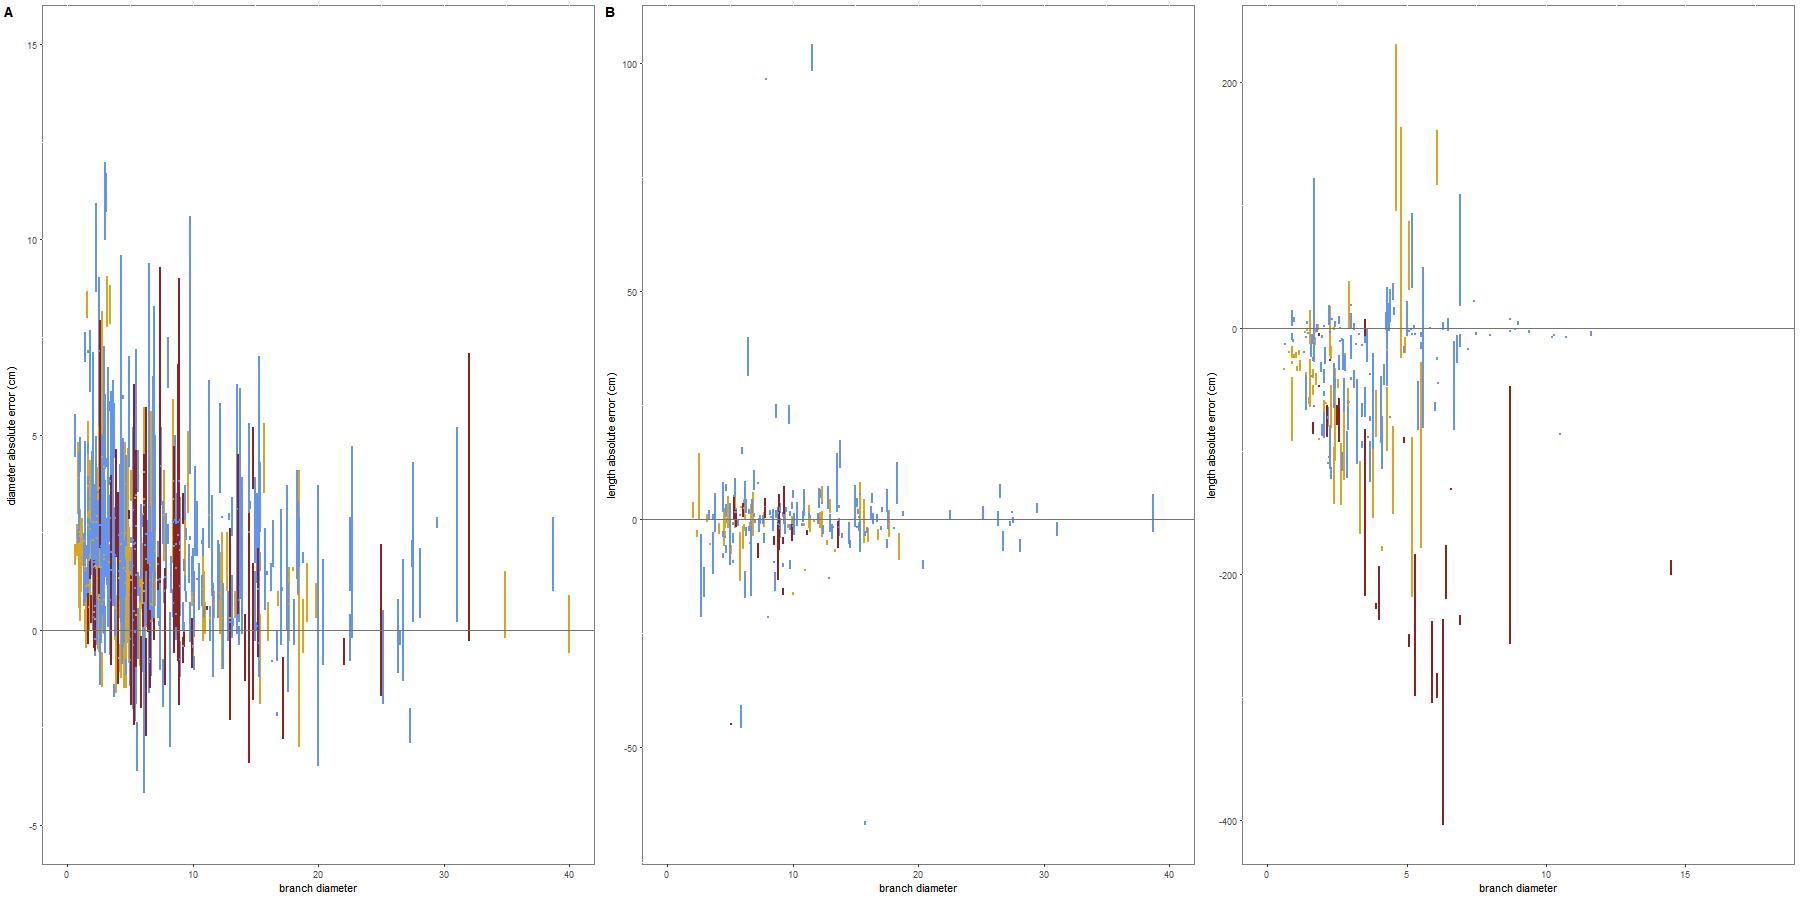 A
diameter absolute error (cm)
15
10
5
0
-5
0 10 20 30 40
branch diameter
B
length absolute error (cm)
100
50
0
-50
0 10 20 30 40
branch diameter
length absolute error (cm)
200
0
-200
-400
0 5 10 15
branch diameter